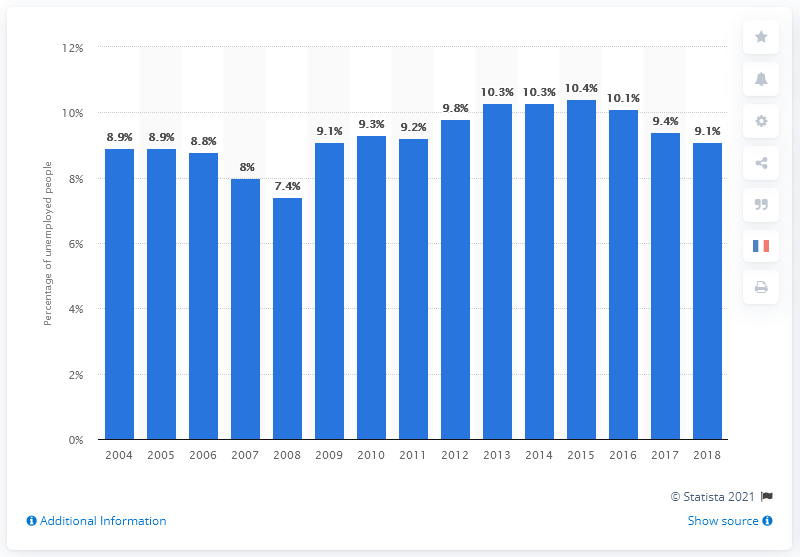 12%
10%
8%
6%
4%
2%
0%
Percentage of unemployed people
8.9% 8.9% 8.8% 8% 7.4% 9.1% 9.3% 9.2% 9.8% 10.3% 10.3% 10.4% 10.1% 9.4% 9.1%
2004 2005 2006 2007 2008 2009 2010 2011 2012 2013 2014 2015 2016 2017 2018
© Statista 2021
Additional Information
Show source